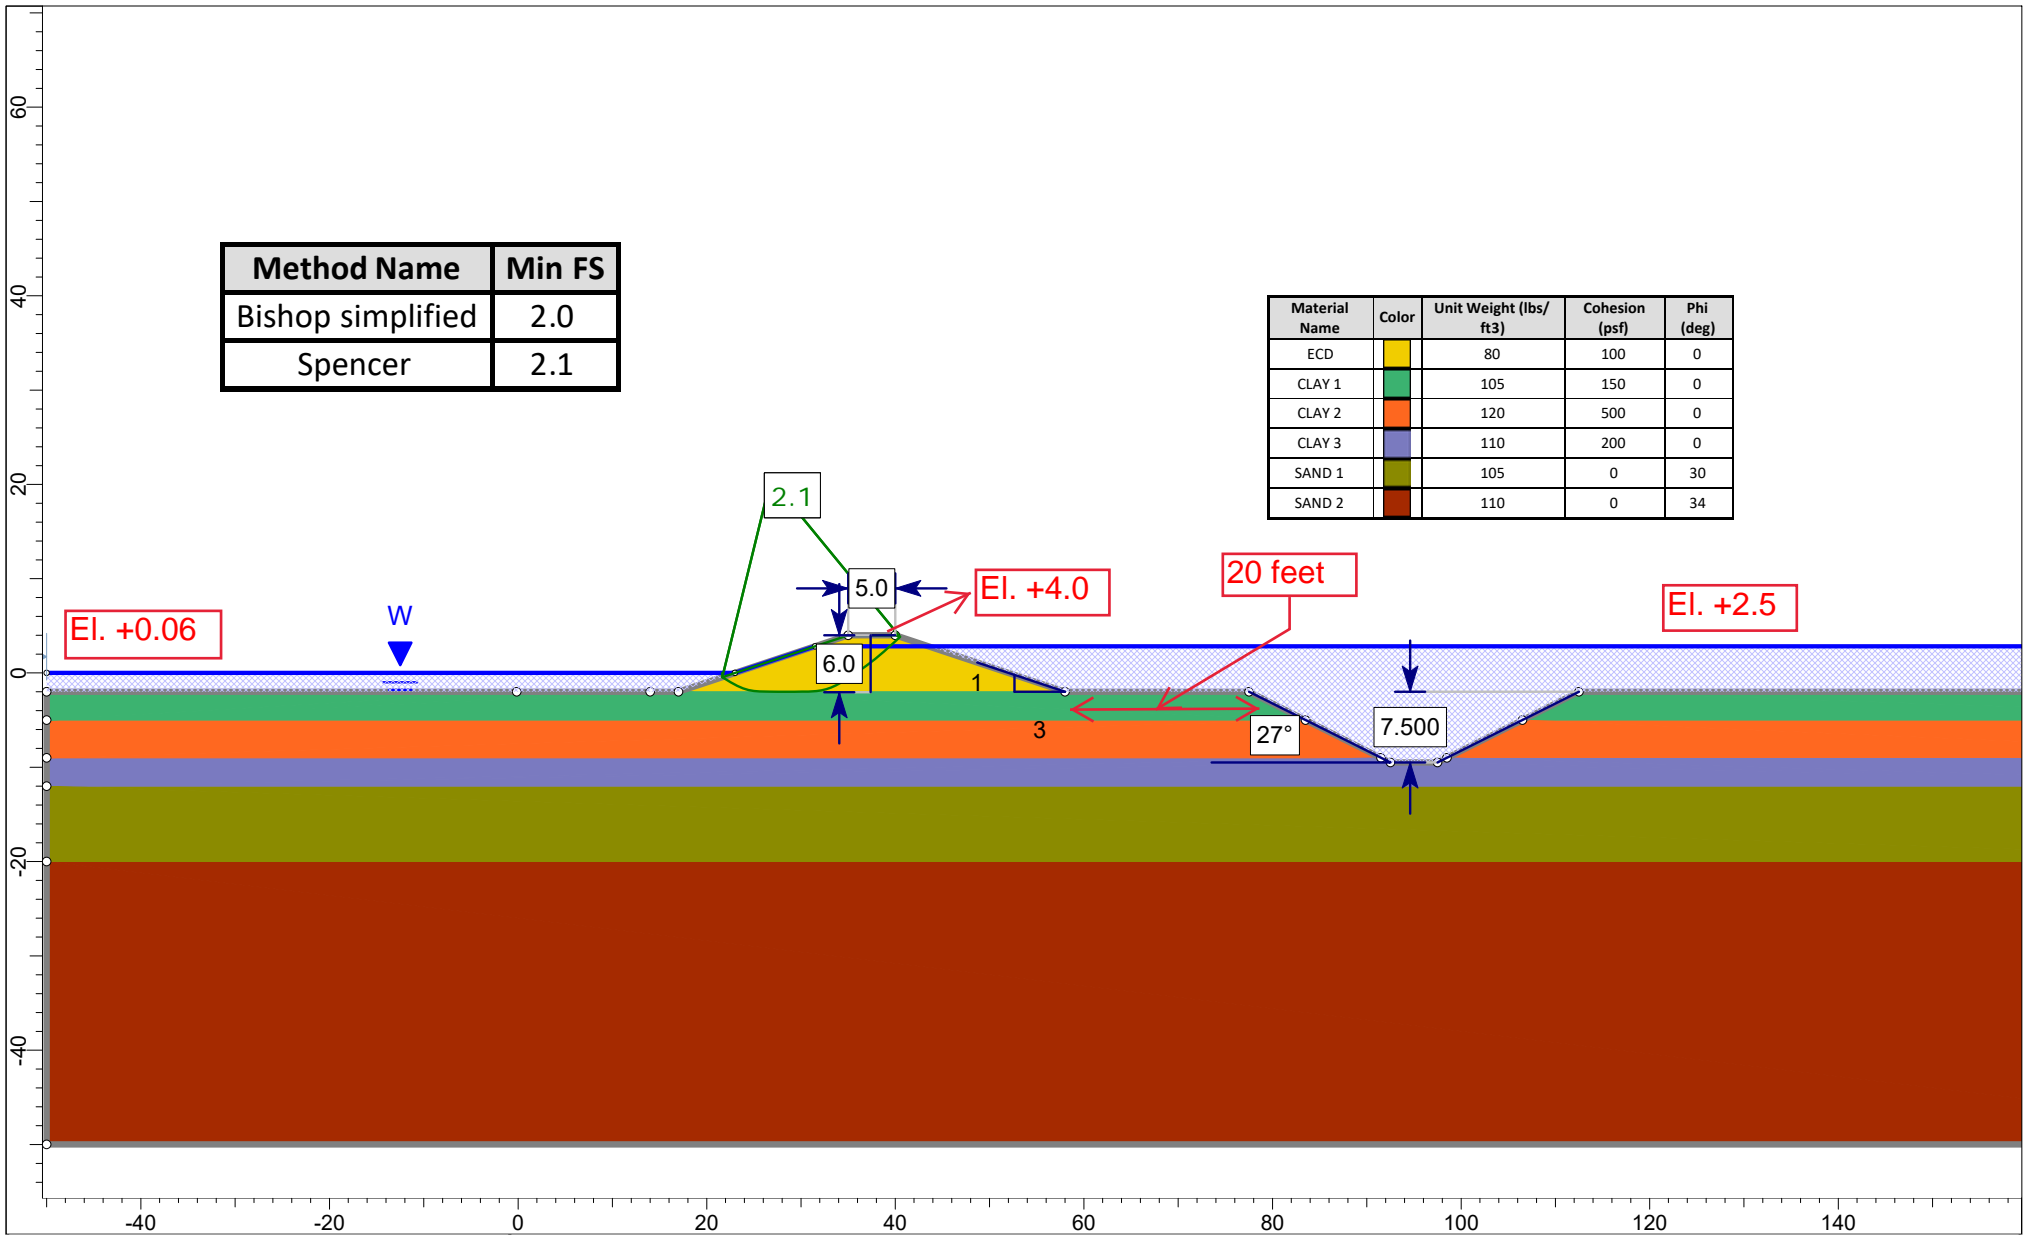 60
40
20
0
-20
-40
Method Name Min FS
Bishop simplified 2.0
Spencer 2.1
Material Name Color Unit Weight (lbs/ft3) Cohesion (psf) Phi (deg)
ECD 80 100 0
CLAY 1 105 150 0
CLAY 2 120 500 0
CLAY 3 110 200 0
SAND 1 105 0 30
SAND 2 110 0 34
2.1
5.0
El. +4.0
20 feet
El. +2.5
El. +0.06
W
6.0
1
3
27°
7.500
-40 -20 0 20 40 60 80 100 120 140